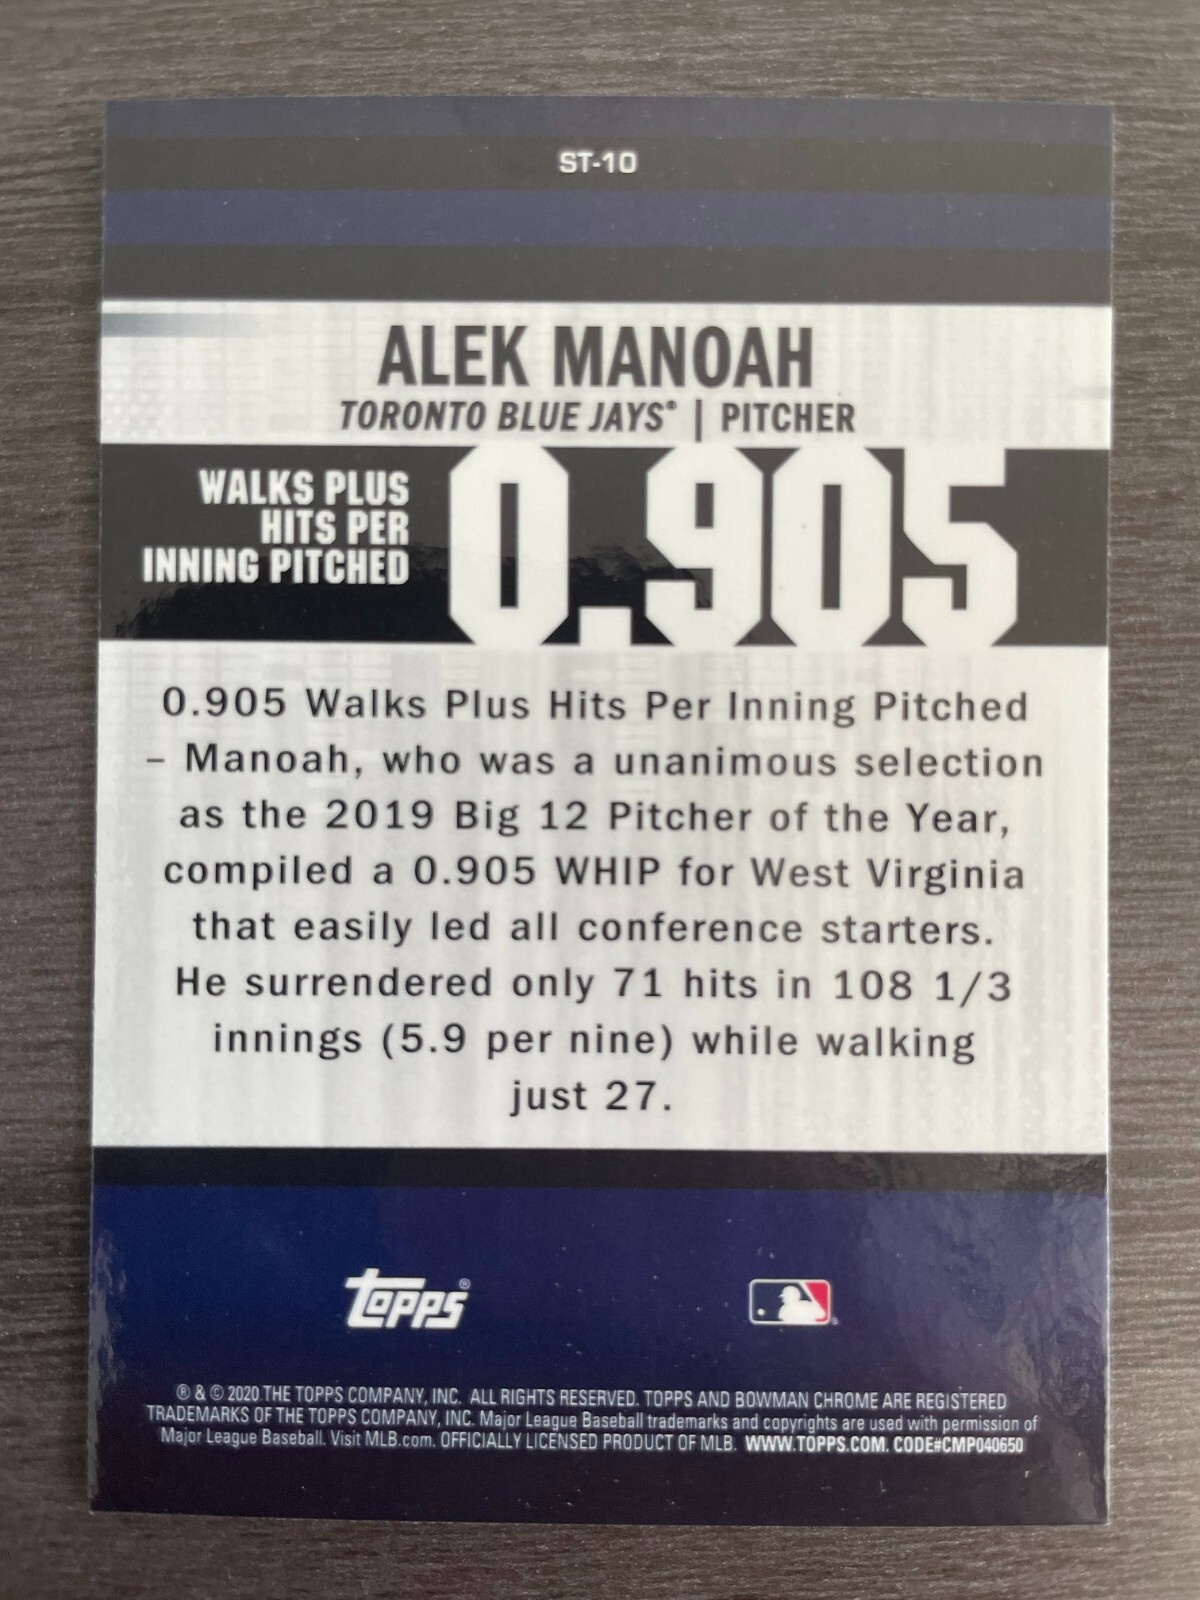 ST-10
ALEK MANOAH
TORONTO BLUE JAYS® | PITCHER
WALKS PLUS
HITS PER
INNING PITCHED
0.905
0.905 Walks Plus Hits Per Inning Pitched
– Manoah, who was a unanimous selection
as the 2019 Big 12 Pitcher of the Year,
compiled a 0.905 WHIP for West Virginia
that easily led all conference starters.
He surrendered only 71 hits in 108 1/3
innings (5.9 per nine) while walking
just 27.
topps®
® & © 2020 THE TOPPS COMPANY, INC. ALL RIGHTS RESERVED. TOPPS AND BOWMAN CHROME ARE REGISTERED
TRADEMARKS OF THE TOPPS COMPANY, INC. Major League Baseball trademarks and copyrights are used with permission of
Major League Baseball. Visit MLB.com. OFFICIALLY LICENSED PRODUCT OF MLB. WWW.TOPPS.COM. CODE#CMP040650